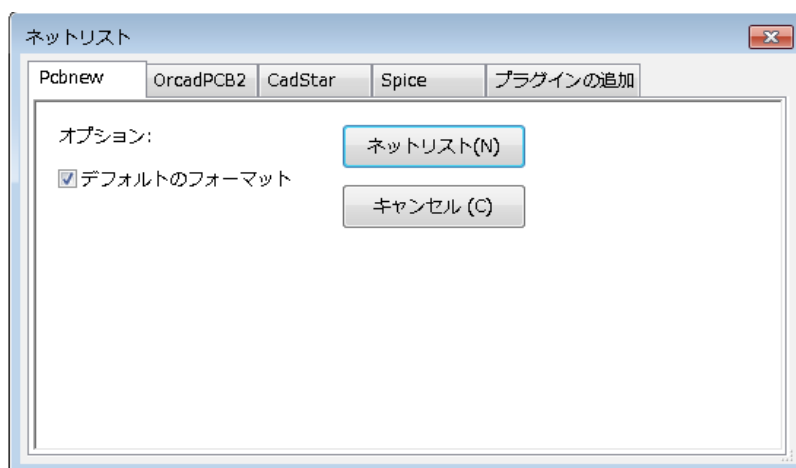 ネットリスト
Pcbnew OrcadPCB2 CadStar Spice プラグインの追加
オプション: ネットリスト(N)
デフォルトのフォーマット
キャンセル (C)